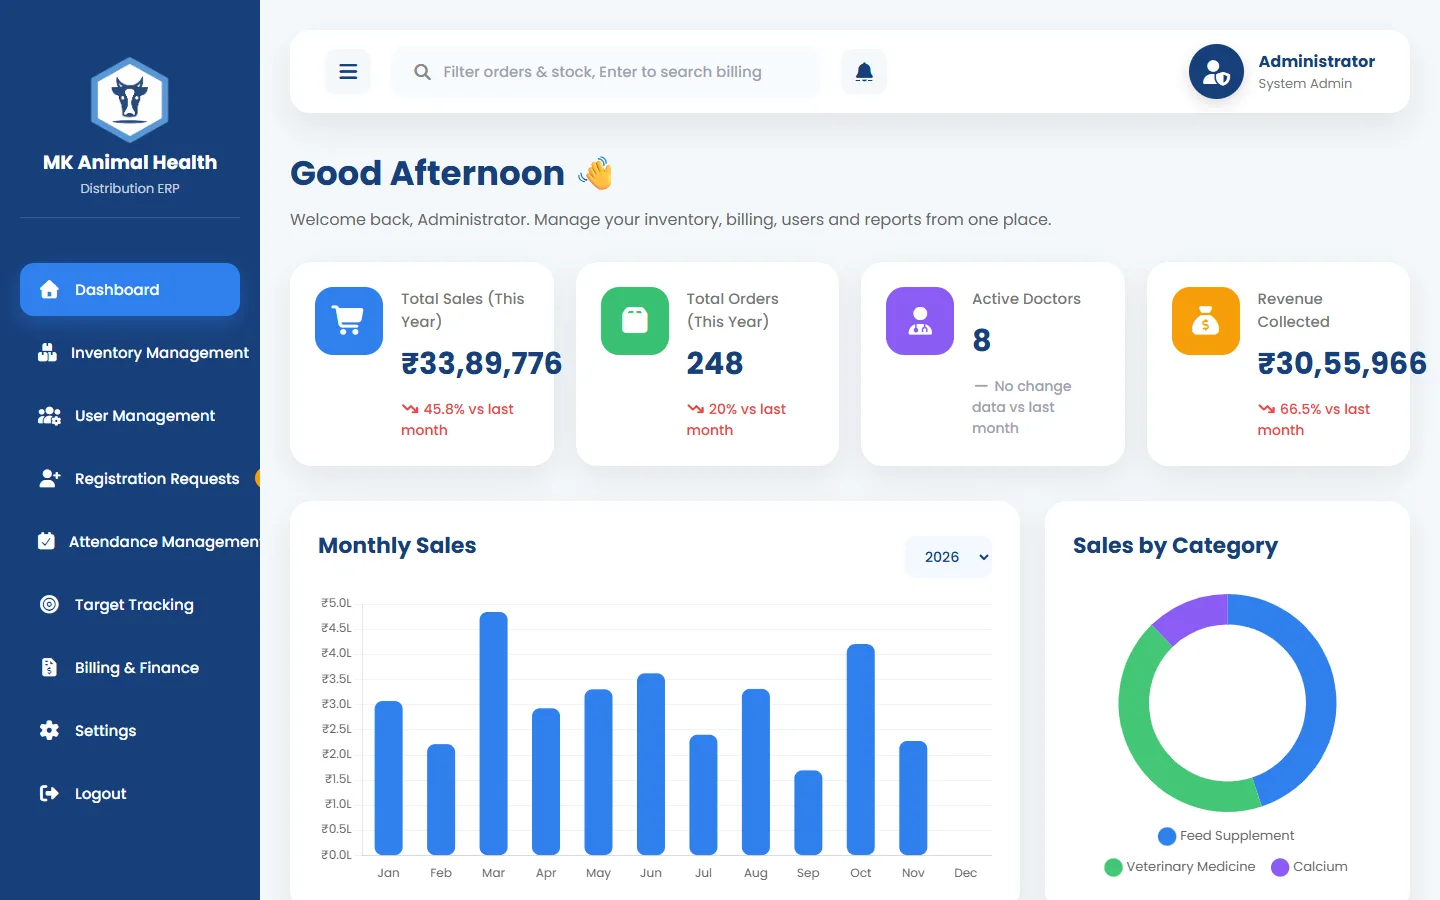 MK Animal Health
Distribution ERP
Dashboard
Inventory Management
User Management
Registration Requests
Attendance Management
Target Tracking
Billing & Finance
Settings
Logout
Filter orders & stock, Enter to search billing
Administrator
System Admin
Good Afternoon 👋
Welcome back, Administrator. Manage your inventory, billing, users and reports from one place.
Total Sales (This
Year)
₹33,89,776
45.8% vs last
month
Total Orders
(This Year)
248
20% vs last
month
Active Doctors
8
— No change
data vs last
month
Revenue
Collected
₹30,55,966
66.5% vs last
month
Monthly Sales
2026
₹5.0L
₹4.5L
₹4.0L
₹3.5L
₹3.0L
₹2.5L
₹2.0L
₹1.5L
₹1.0L
₹0.5L
₹0.0L
Jan Feb Mar Apr May Jun Jul Aug Sep Oct Nov Dec
Sales by Category
Feed Supplement
Veterinary Medicine Calcium